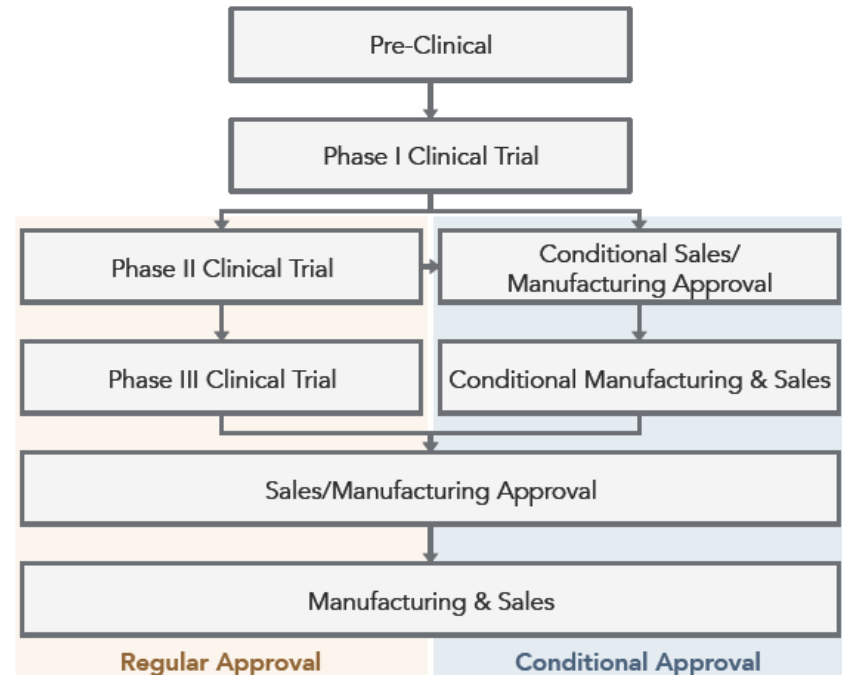 Pre-Clinical
Phase I Clinical Trial
Phase II Clinical Trial
Conditional Sales/
Manufacturing Approval
Phase III Clinical Trial
Conditional Manufacturing & Sales
Sales/Manufacturing Approval
Manufacturing & Sales
Regular Approval
Conditional Approval